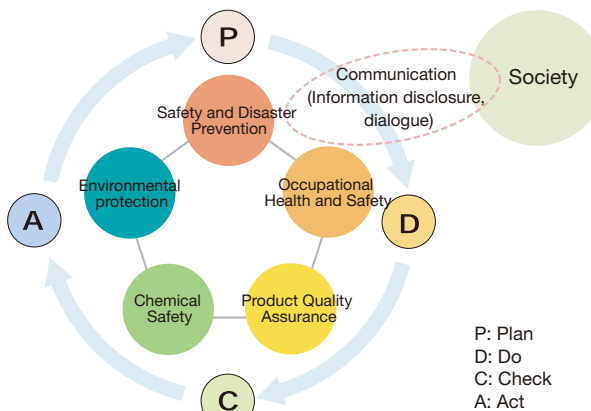 P
Communication
(Information disclosure,
dialogue)
Society
Safety and Disaster
Prevention
Environmental
protection
Occupational
Health and Safety
A
D
Chemical
Safety
Product Quality
Assurance
C
P: Plan
D: Do
C: Check
A: Act